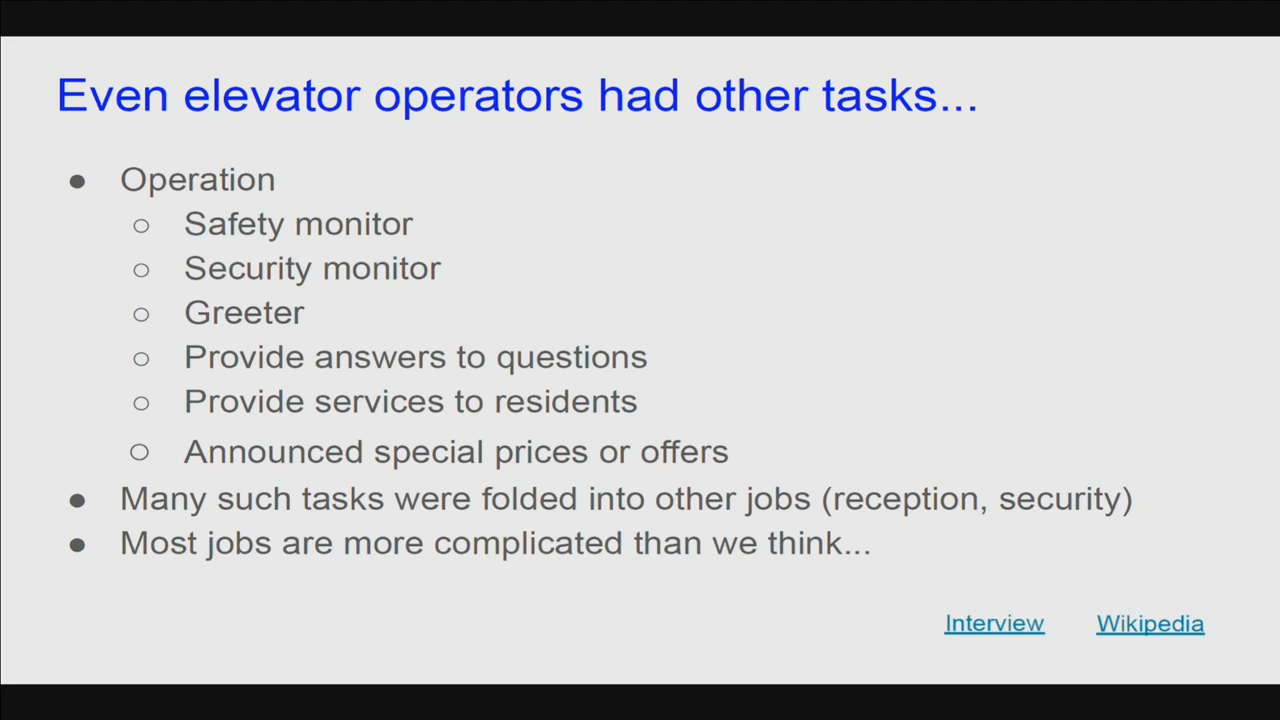 Even elevator operators had other tasks...
● Operation
○ Safety monitor
○ Security monitor
○ Greeter
○ Provide answers to questions
○ Provide services to residents
○ Announced special prices or offers
● Many such tasks were folded into other jobs (reception, security)
● Most jobs are more complicated than we think...
Interview Wikipedia